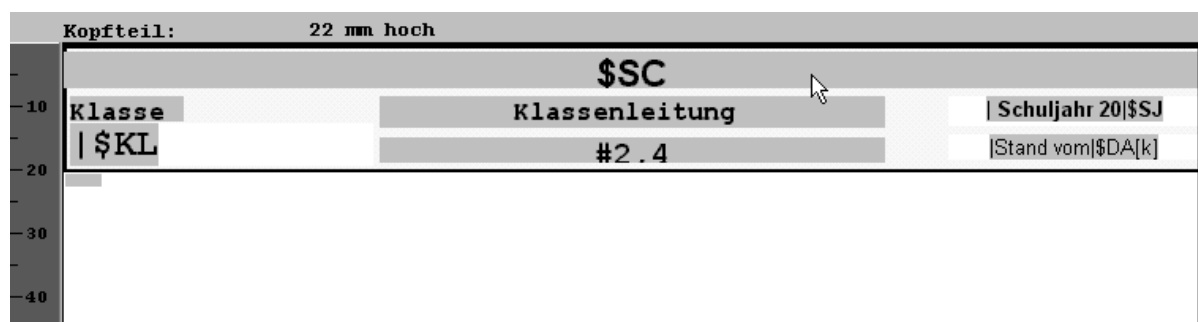 Kopfteil: 22 mm hoch
$SC
10 Klasse Klassenleitung | Schuljahr 20|$SJ
|$KL #2.4 |Stand vom|$DA[k]
20
30
40